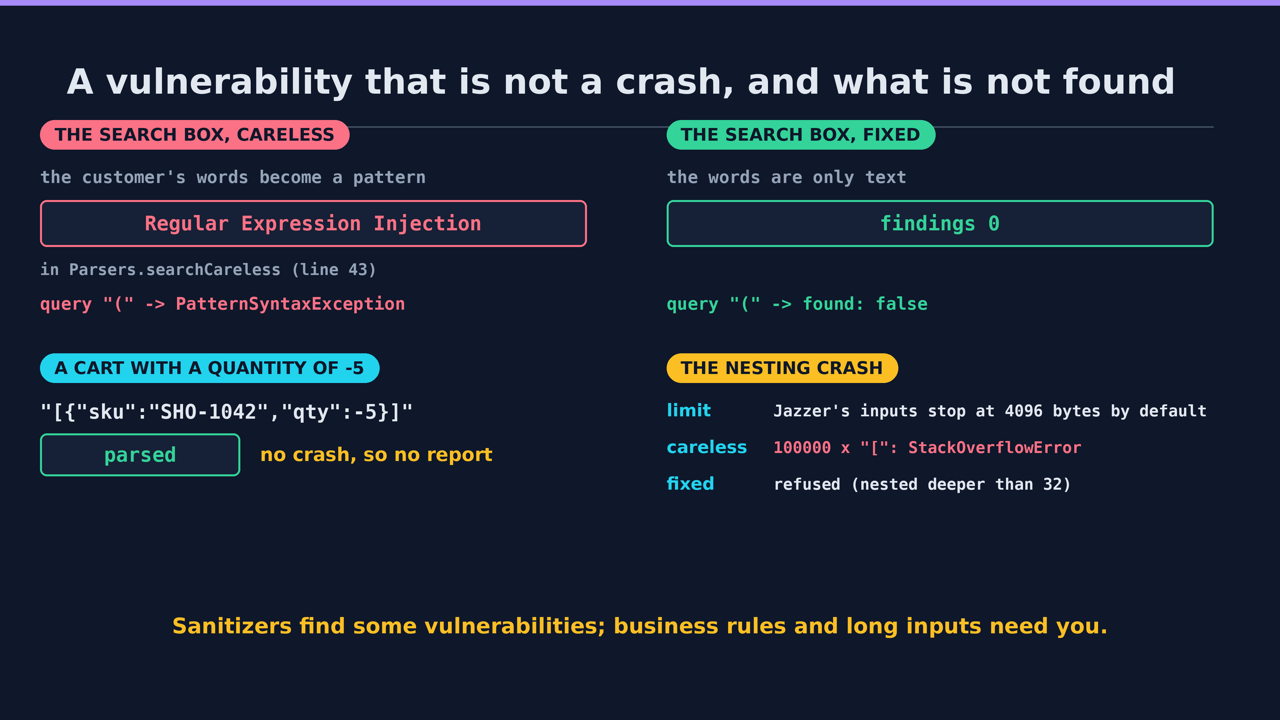 A vulnerability that is not a crash, and what is not found
THE SEARCH BOX, CARELESS
the customer's words become a pattern
Regular Expression Injection
in Parsers.searchCareless (line 43)
query "(" -> PatternSyntaxException
THE SEARCH BOX, FIXED
the words are only text
findings 0
query "(" -> found: false
A CART WITH A QUANTITY OF -5
"[{"sku":"SHO-1042","qty":-5}]"
parsed no crash, so no report
THE NESTING CRASH
limit Jazzer's inputs stop at 4096 bytes by default
careless 100000 x "[": StackOverflowError
fixed refused (nested deeper than 32)
Sanitizers find some vulnerabilities; business rules and long inputs need you.